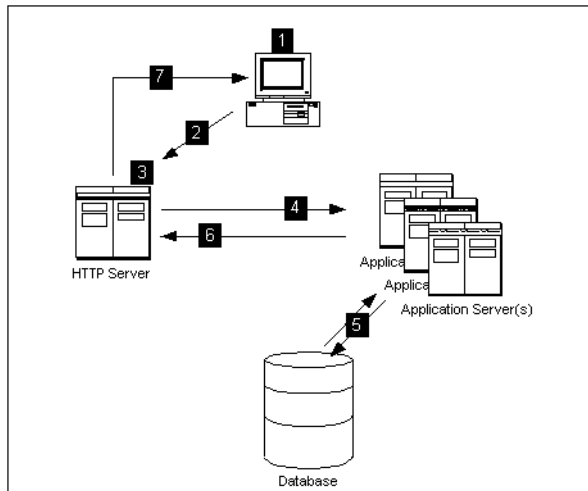 1
7
2
3
4
6
HTTP Server
Applica
Applica
Application Server(s)
5
Database